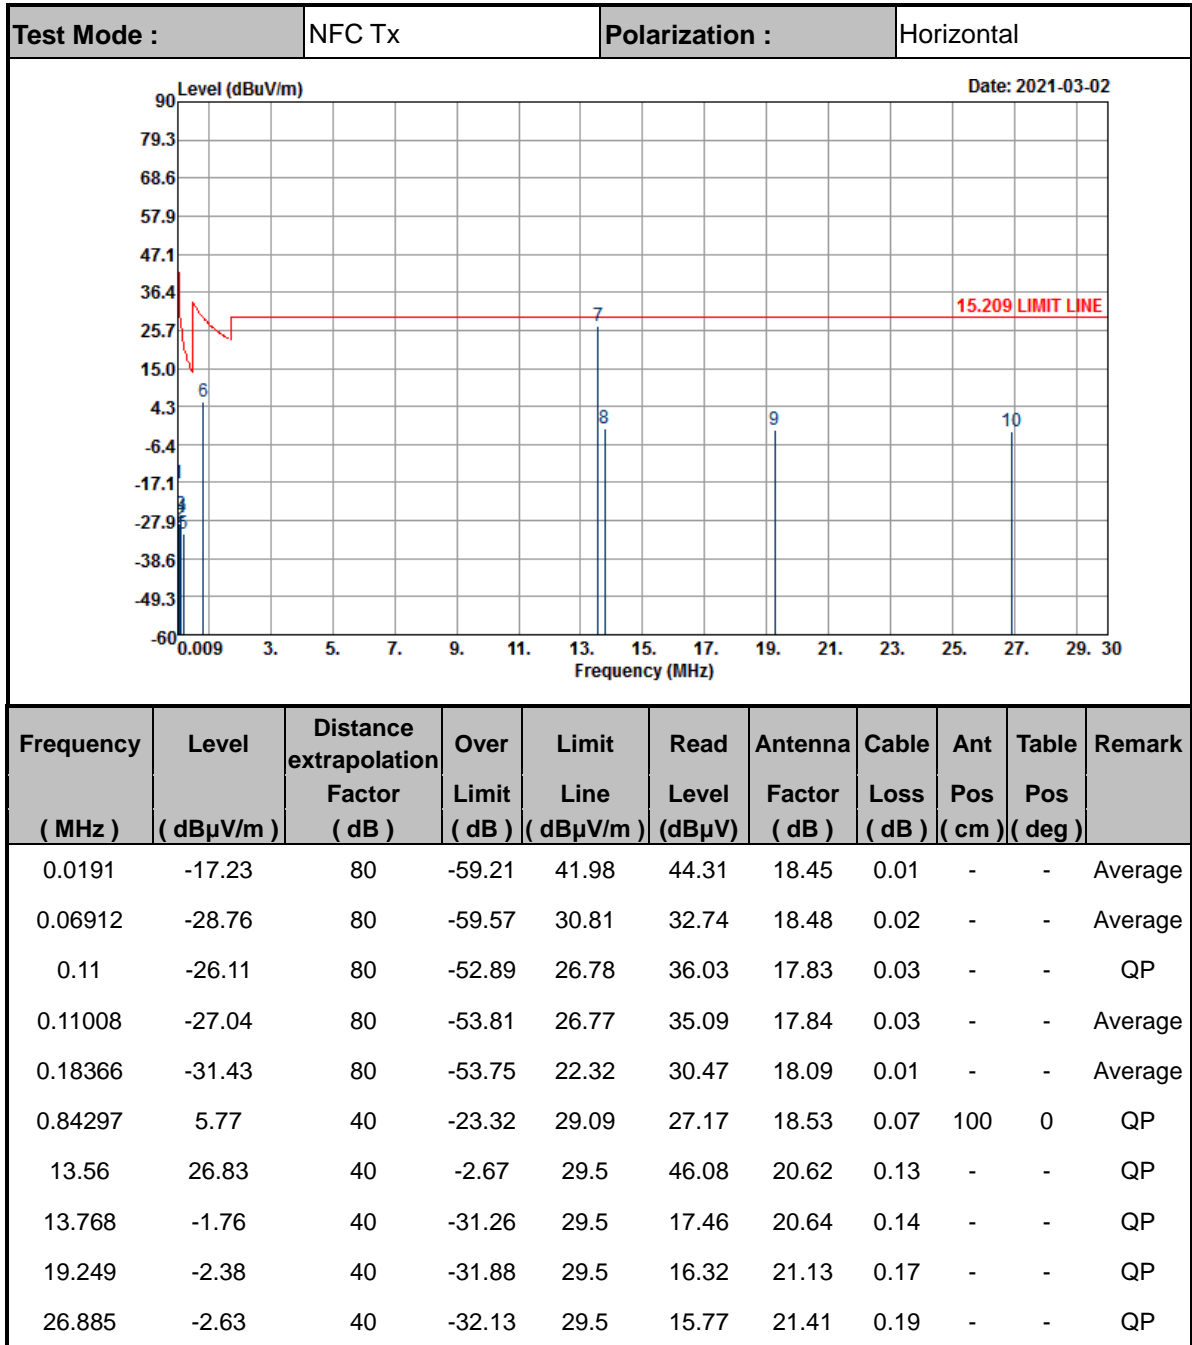 Test Mode : NFC Tx Polarization : Horizontal
Level (dBuV/m) Date: 2021-03-02
90
79.3
68.6
57.9
47.1
36.4
25.7
15.0
4.3
-6.4
-17.1
-27.9
-38.6
-49.3
-60
15.209 LIMIT LINE
7
6
8
9
10
5
0.009 3. 5. 7. 9. 11. 13. 15. 17. 19. 21. 23. 25. 27. 29. 30
Frequency (MHz)
Frequency Level Distance extrapolation Over Limit Read Antenna Cable Ant Table Remark
Factor Limit Line Level Factor Loss Pos Pos
( MHz ) ( dBµV/m ) ( dB ) ( dB ) ( dBµV/m ) (dBµV) ( dB ) ( dB ) ( cm ) ( deg )
0.0191 -17.23 80 -59.21 41.98 44.31 18.45 0.01 - - Average
0.06912 -28.76 80 -59.57 30.81 32.74 18.48 0.02 - - Average
0.11 -26.11 80 -52.89 26.78 36.03 17.83 0.03 - - QP
0.11008 -27.04 80 -53.81 26.77 35.09 17.84 0.03 - - Average
0.18366 -31.43 80 -53.75 22.32 30.47 18.09 0.01 - - Average
0.84297 5.77 40 -23.32 29.09 27.17 18.53 0.07 100 0 QP
13.56 26.83 40 -2.67 29.5 46.08 20.62 0.13 - - QP
13.768 -1.76 40 -31.26 29.5 17.46 20.64 0.14 - - QP
19.249 -2.38 40 -31.88 29.5 16.32 21.13 0.17 - - QP
26.885 -2.63 40 -32.13 29.5 15.77 21.41 0.19 - - QP